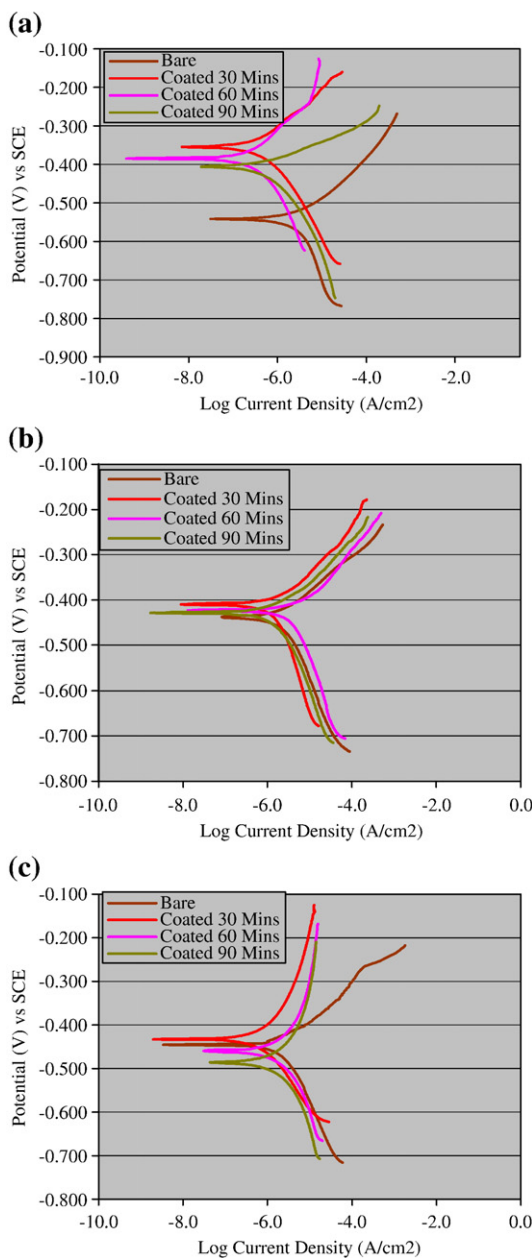 (a)
-0.100
-0.200
-0.300
-0.400
-0.500
-0.600
-0.700
-0.800
-0.900
Potential (V) vs SCE
Bare
Coated 30 Mins
Coated 60 Mins
Coated 90 Mins
-10.0 -8.0 -6.0 -4.0 -2.0
Log Current Density (A/cm2)
(b)
-0.100
-0.200
-0.300
-0.400
-0.500
-0.600
-0.700
-0.800
Potential (V) vs SCE
Bare
Coated 30 Mins
Coated 60 Mins
Coated 90 Mins
-10.0 -8.0 -6.0 -4.0 -2.0 0.0
Log Current Density (A/cm2)
(c)
-0.100
-0.200
-0.300
-0.400
-0.500
-0.600
-0.700
-0.800
Potential (V) vs SCE
Bare
Coated 30 Mins
Coated 60 Mins
Coated 90 Mins
-10.0 -8.0 -6.0 -4.0 -2.0 0.0
Log Current Density (A/cm2)